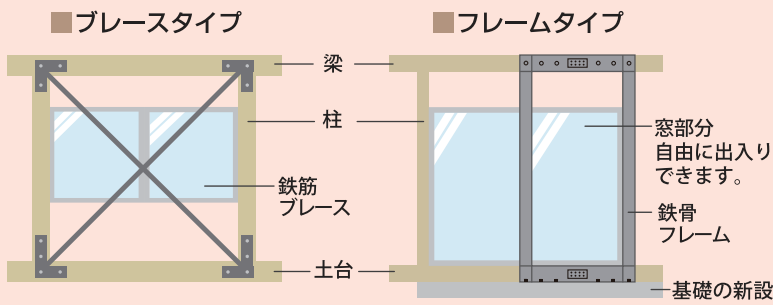 ■ブレースタイプ
■フレームタイプ
梁
柱
鉄筋
ブレース
土台
窓部分
自由に出入り
できます。
鉄骨
フレーム
基礎の新設